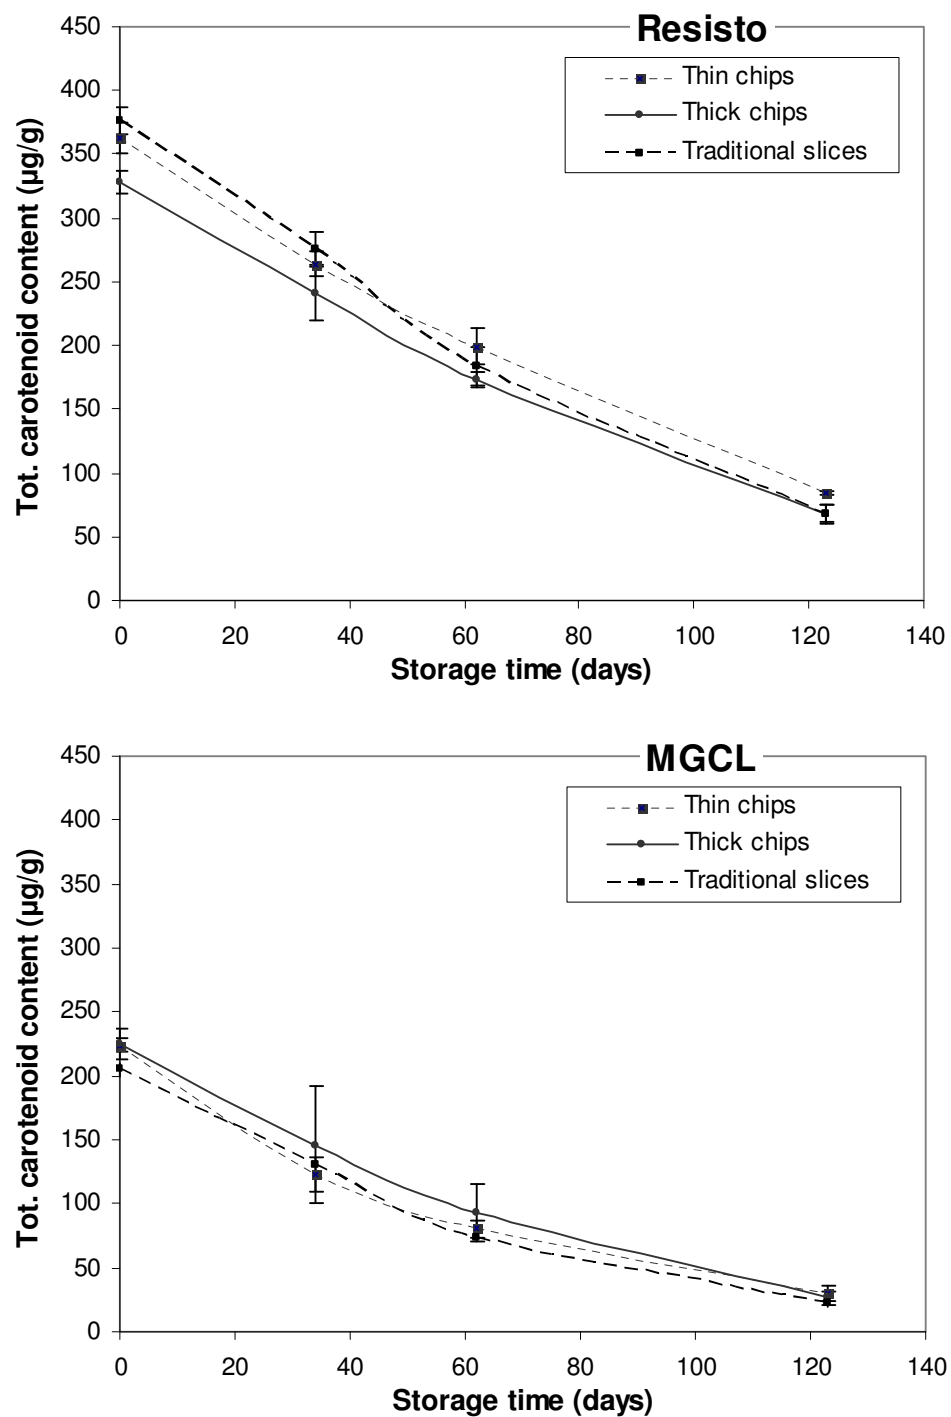 Resisto
450
400
350
300
250
200
150
100
50
0
Tot. carotenoid content (µg/g)
Thin chips
Thick chips
Traditional slices
0 20 40 60 80 100 120 140
Storage time (days)
MGCL
450
400
350
300
250
200
150
100
50
0
Tot. carotenoid content (µg/g)
Thin chips
Thick chips
Traditional slices
0 20 40 60 80 100 120 140
Storage time (days)